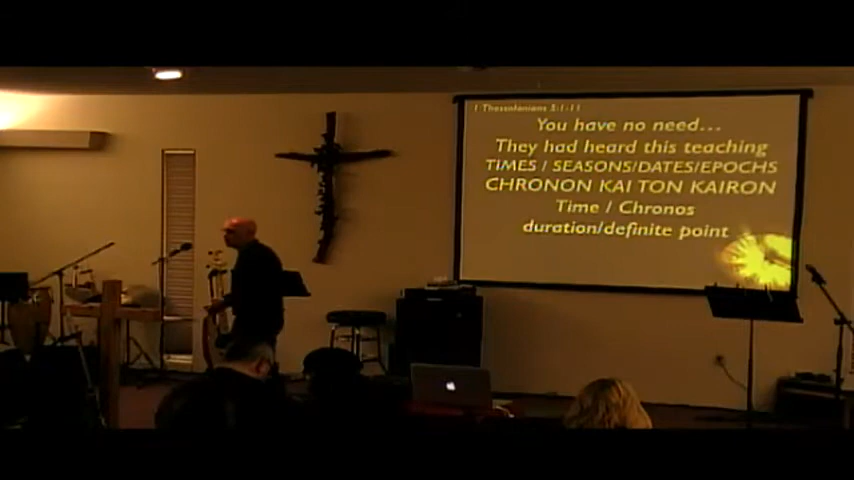 1 Thessalonians 5:1-11
You have no need...
They had heard this teaching
TIMES / SEASONS/DATES/EPOCHS
CHRONON KAI TON KAIRON
Time / Chronos
duration/definite point